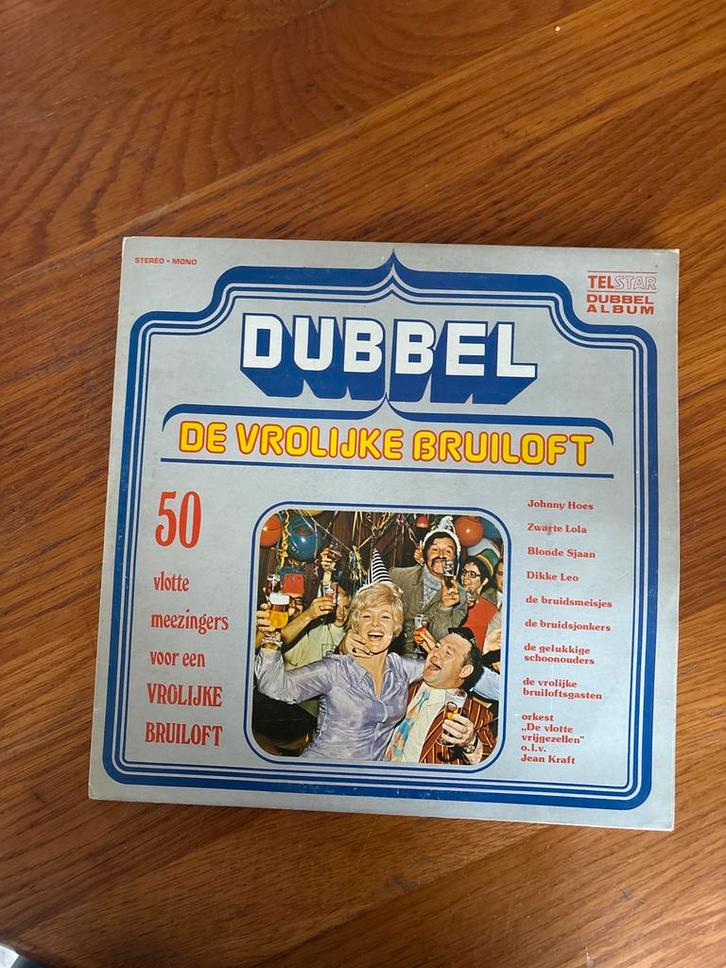 STEREO - MONO
TELSTAR
DUBBEL
ALBUM
DUBBEL
DE VROLIJKE BRUILOFT
50
vlotte
meezingers
voor een
VROLIJKE
BRUILOFT
Johnny Hoes
Zwarte Lola
Blonde Sjaan
Dikke Leo
de bruidsmeisjes
de bruidsjonkers
de gelukkige
schoonouders
de vrolijke
bruiloftsgasten
orkest
„De vlotte
vrijgezellen"
o.l.v.
Jean Kraft